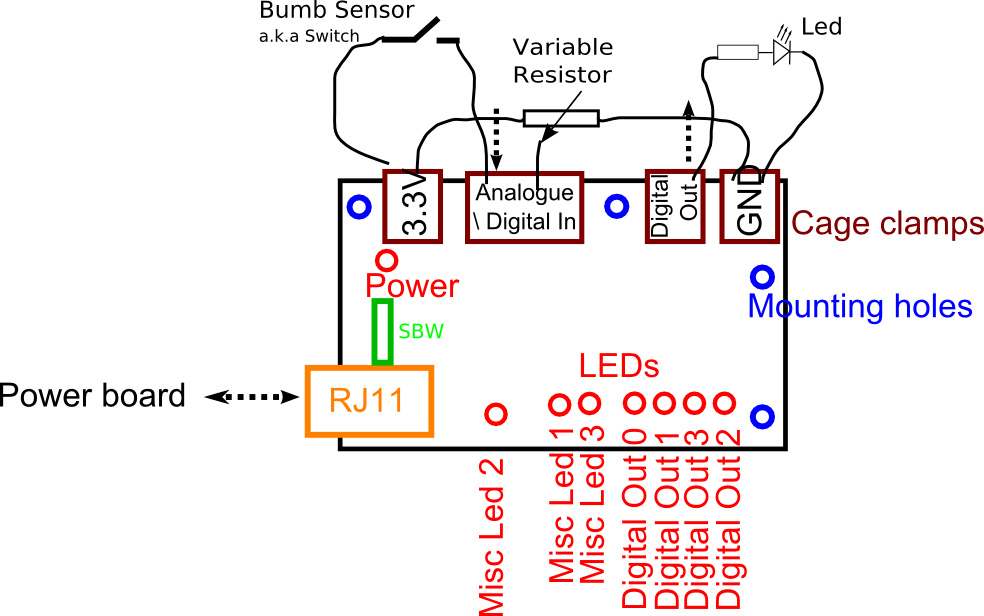 Bumb Sensor
a.k.a Switch
Variable
Resistor
Led
3.3V
Analogue
\ Digital In
Digital
Out
GND
Cage clamps
Power
Mounting holes
SBW
LEDs
Power board
RJ11
Misc Led 2
Misc Led 1
Misc Led 3
Digital Out 0
Digital Out 1
Digital Out 3
Digital Out 2